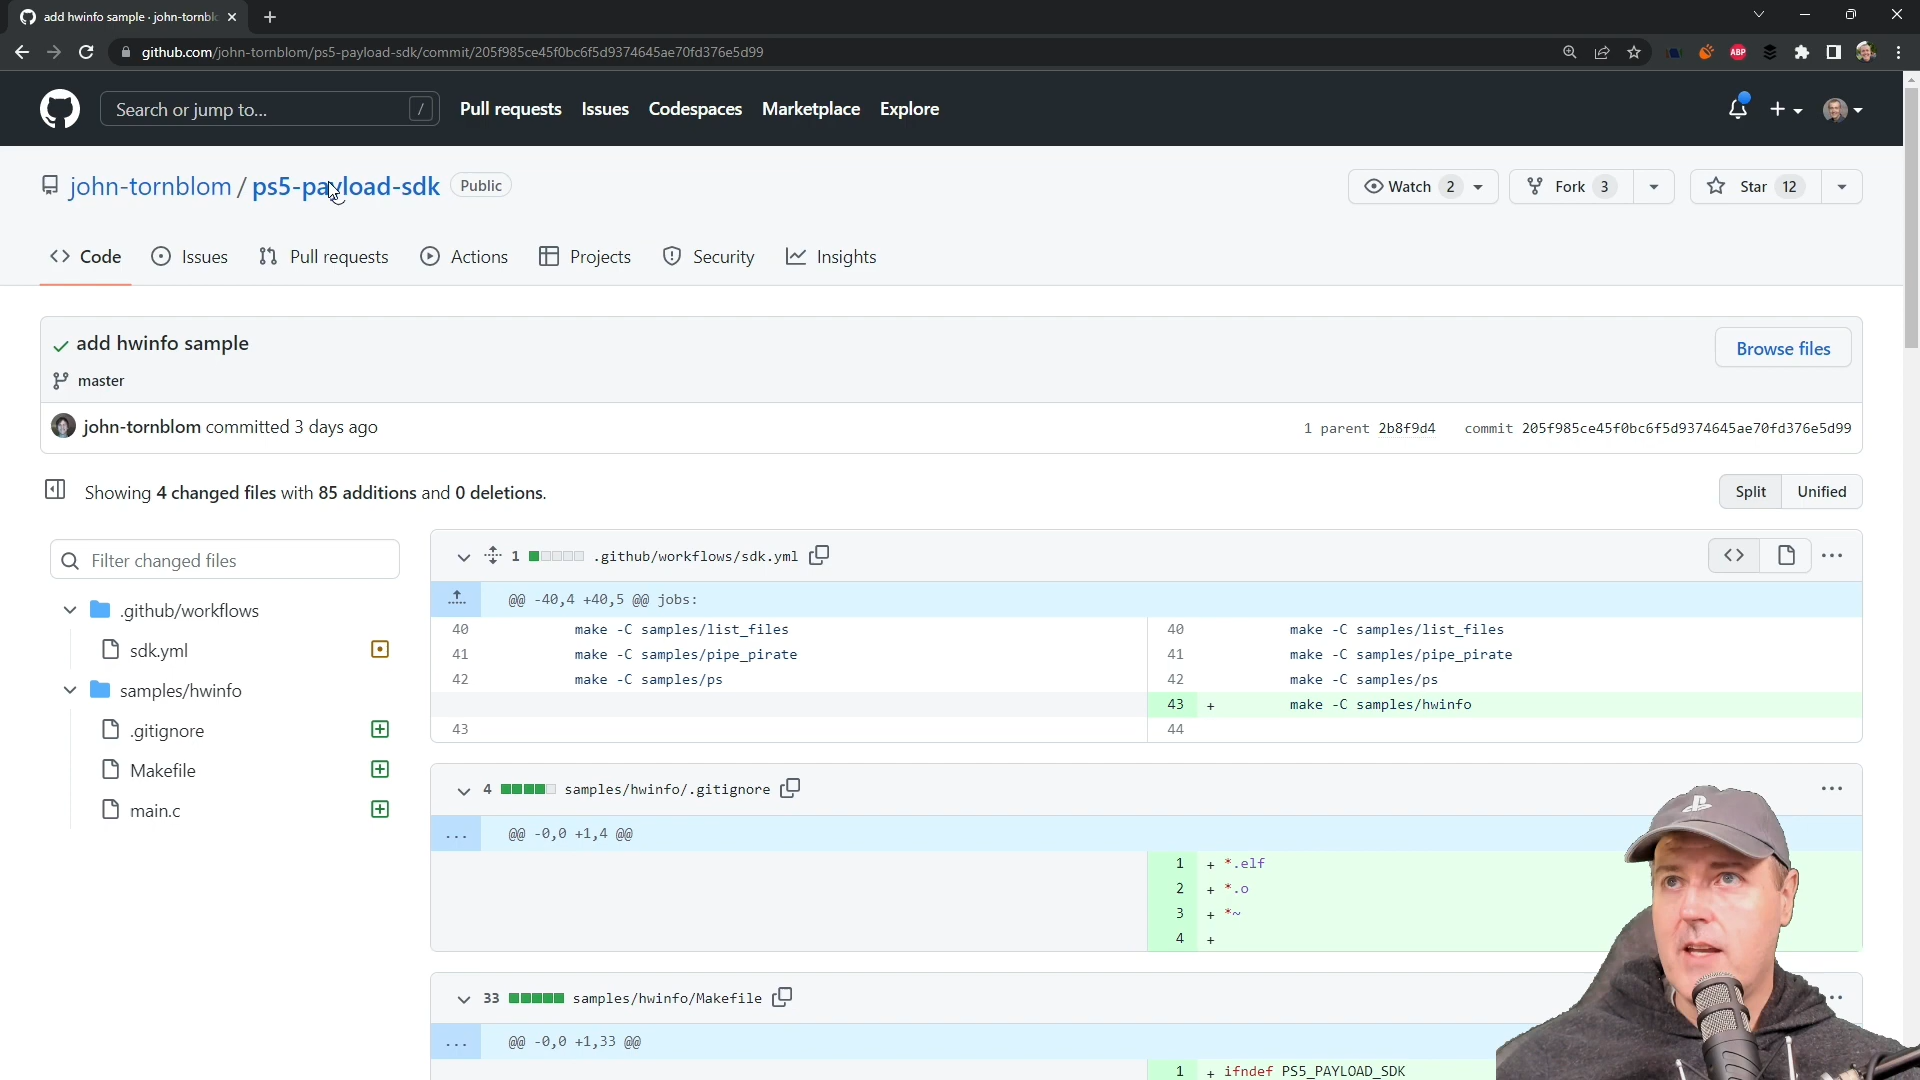 add hwinfo sample · john-tornbl
github.com/john-tornblom/ps5-payload-sdk/commit/205f985ce45f0bc6f5d9374645ae70fd376e5d99
ABP
Search or jump to... /
Pull requests Issues Codespaces Marketplace Explore
john-tornblom / ps5-payload-sdk Public
Watch 2 Fork 3 Star 12
Code Issues Pull requests Actions Projects Security Insights
add hwinfo sample
Browse files
master
john-tornblom committed 3 days ago
1 parent 2b8f9d4 commit 205f985ce45f0bc6f5d9374645ae70fd376e5d99
Showing 4 changed files with 85 additions and 0 deletions.
Split Unified
Filter changed files
.github/workflows
sdk.yml
samples/hwinfo
.gitignore
Makefile
main.c
1 .github/workflows/sdk.yml
@@ -40,4 +40,5 @@ jobs:
40 make -C samples/list_files 40 make -C samples/list_files
41 make -C samples/pipe_pirate 41 make -C samples/pipe_pirate
42 make -C samples/ps 42 make -C samples/ps
43 + make -C samples/hwinfo
43 44
4 samples/hwinfo/.gitignore
... @@ -0,0 +1,4 @@
1 + *.elf
2 + *.o
3 + *~
4 +
33 samples/hwinfo/Makefile
... @@ -0,0 +1,33 @@
1 + ifndef PS5_PAYLOAD_SDK